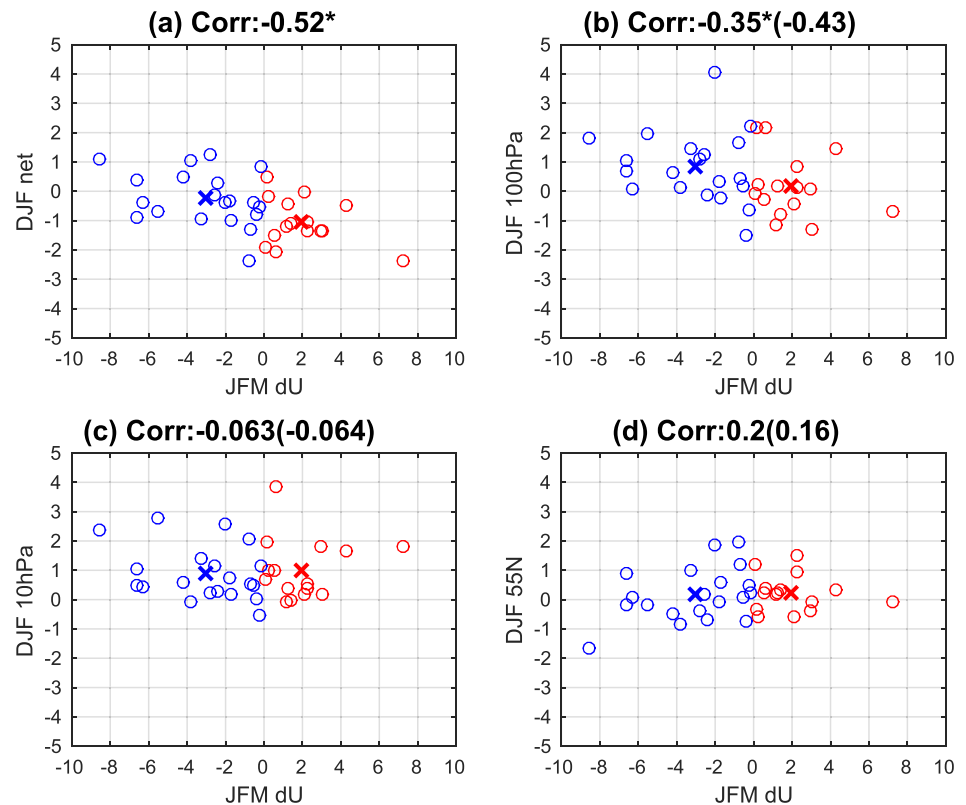 (a) Corr:-0.52*
5
4
3
2
1
0
-1
-2
-3
-4
-5
DJF net
-10 -8 -6 -4 -2 0 2 4 6 8 10
JFM dU
(b) Corr:-0.35*(-0.43)
5
4
3
2
1
0
-1
-2
-3
-4
-5
DJF 100hPa
-10 -8 -6 -4 -2 0 2 4 6 8 10
JFM dU
(c) Corr:-0.063(-0.064)
5
4
3
2
1
0
-1
-2
-3
-4
-5
DJF 10hPa
-10 -8 -6 -4 -2 0 2 4 6 8 10
JFM dU
(d) Corr:0.2(0.16)
5
4
3
2
1
0
-1
-2
-3
-4
-5
DJF 55N
-10 -8 -6 -4 -2 0 2 4 6 8 10
JFM dU